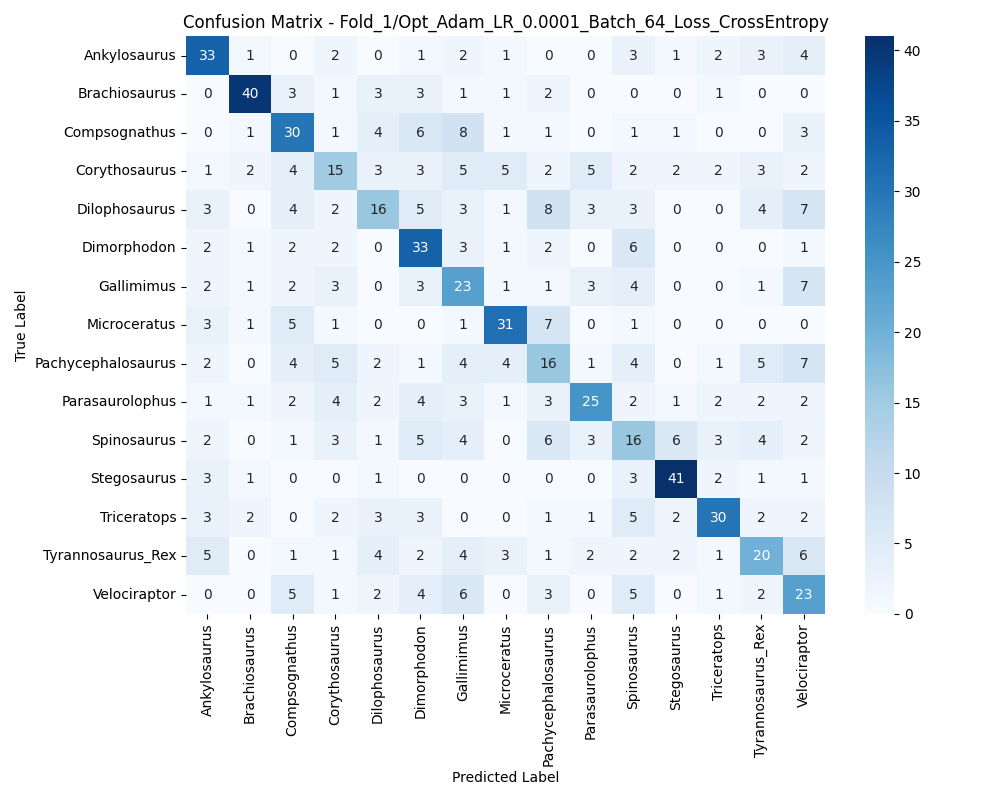 Confusion Matrix - Fold_1/Opt_Adam_LR_0.0001_Batch_64_Loss_CrossEntropy
True Label
Ankylosaurus 33 1 0 2 0 1 2 1 0 0 3 1 2 3 4
Brachiosaurus 0 40 3 1 3 3 1 1 2 0 0 0 1 0 0
Compsognathus 0 1 30 1 4 6 8 1 1 0 1 1 0 0 3
Corythosaurus 1 2 4 15 3 3 5 5 2 5 2 2 2 3 2
Dilophosaurus 3 0 4 2 16 5 3 1 8 3 3 0 0 4 7
Dimorphodon 2 1 2 2 0 33 3 1 2 0 6 0 0 0 1
Gallimimus 2 1 2 3 0 3 23 1 1 3 4 0 0 1 7
Microceratus 3 1 5 1 0 0 1 31 7 0 1 0 0 0 0
Pachycephalosaurus 2 0 4 5 2 1 4 4 16 1 4 0 1 5 7
Parasaurolophus 1 1 2 4 2 4 3 1 3 25 2 1 2 2 2
Spinosaurus 2 0 1 3 1 5 4 0 6 3 16 6 3 4 2
Stegosaurus 3 1 0 0 1 0 0 0 0 0 3 41 2 1 1
Triceratops 3 2 0 2 3 3 0 0 1 1 5 2 30 2 2
Tyrannosaurus_Rex 5 0 1 1 4 2 4 3 1 2 2 2 1 20 6
Velociraptor 0 0 5 1 2 4 6 0 3 0 5 0 1 2 23
Ankylosaurus
Brachiosaurus
Compsognathus
Corythosaurus
Dilophosaurus
Dimorphodon
Gallimimus
Microceratus
Pachycephalosaurus
Parasaurolophus
Spinosaurus
Stegosaurus
Triceratops
Tyrannosaurus_Rex
Velociraptor
Predicted Label
40
35
30
25
20
15
10
5
0